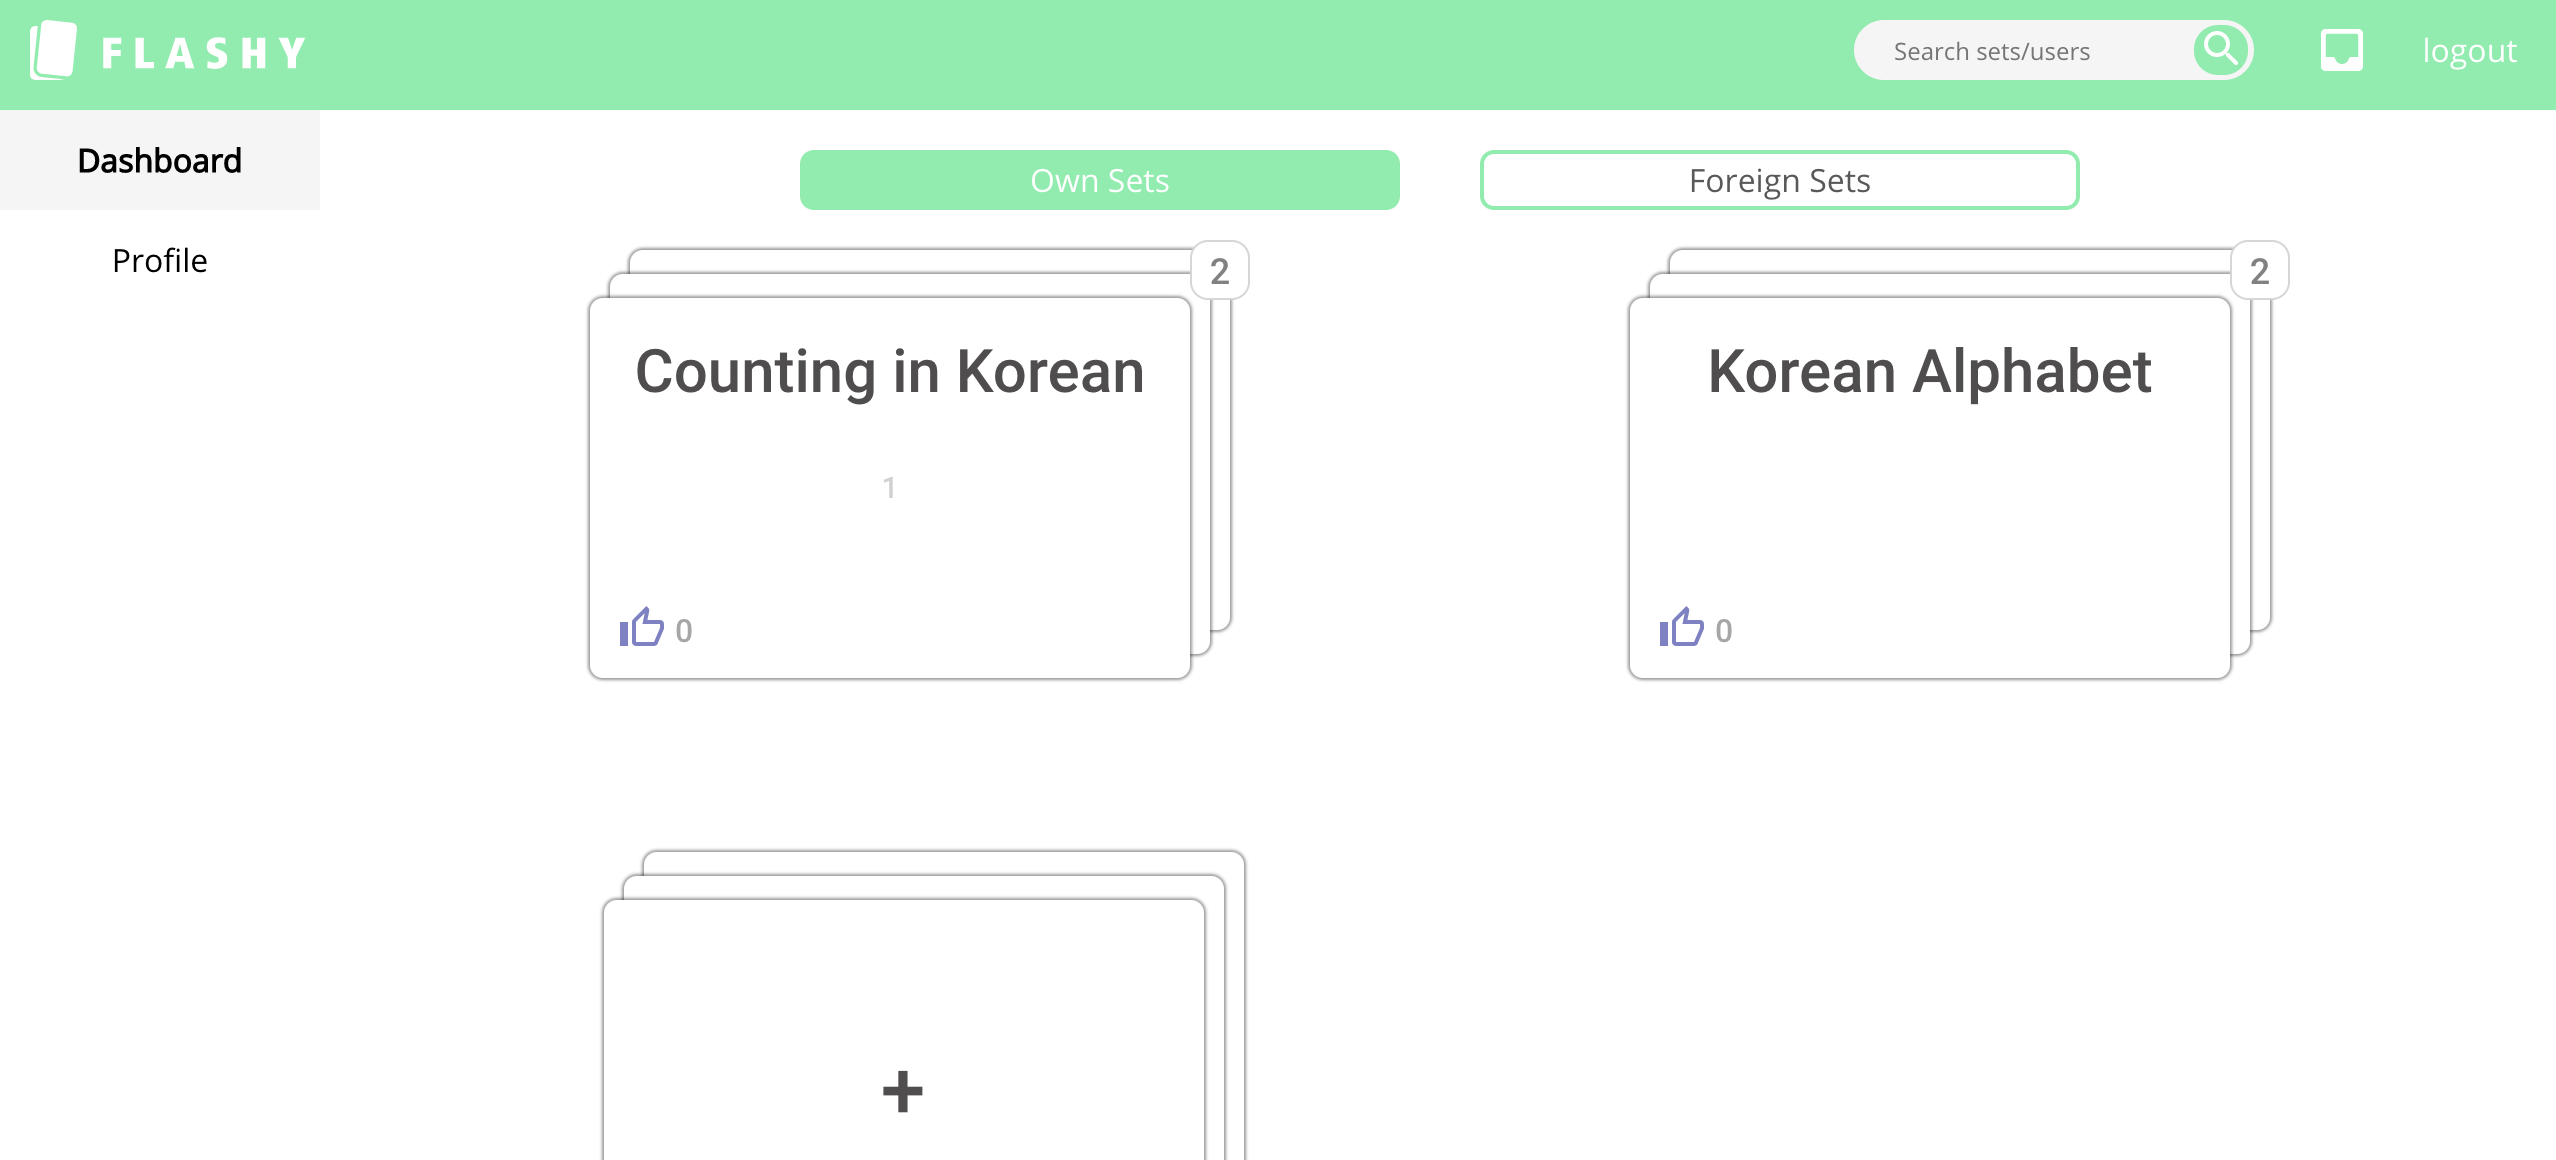 FLASHY
Search sets/users
logout
Dashboard
Profile
Own Sets
Foreign Sets
2
Counting in Korean
1
0
2
Korean Alphabet
0
+